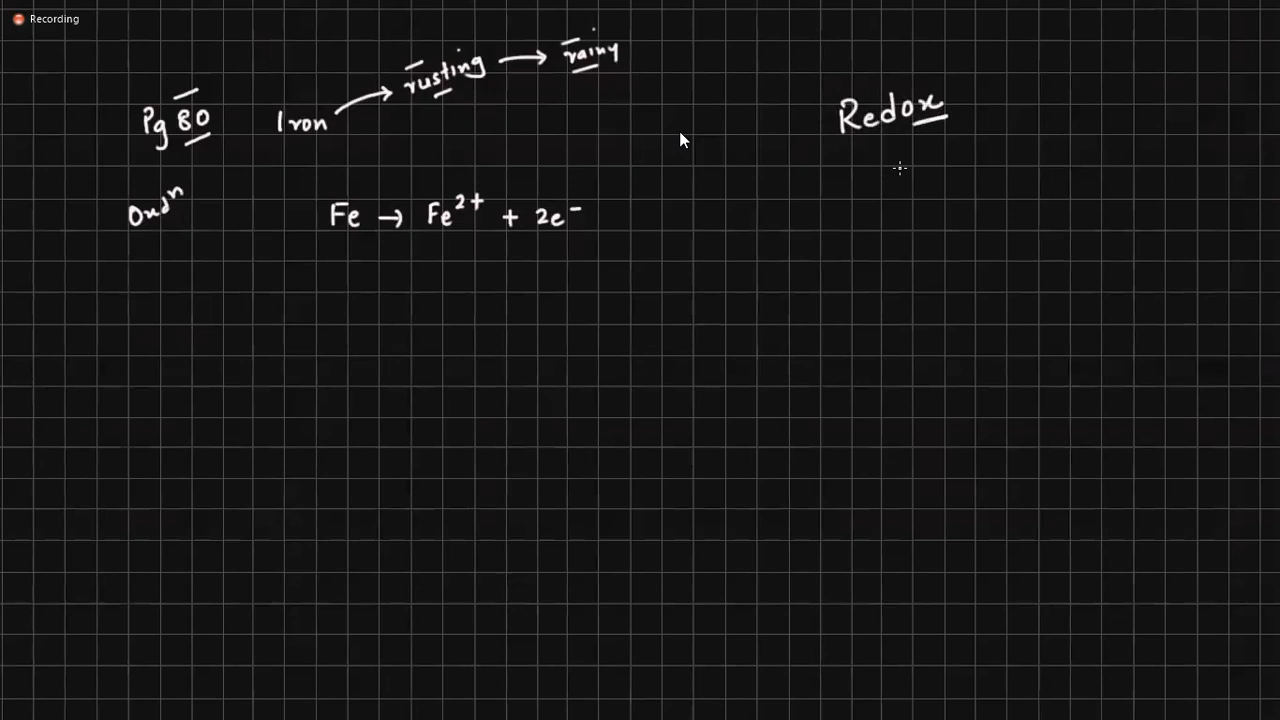 Recording
Pg 80 Iron → rusting → rainy
Redox
Oxdⁿ Fe → Fe²⁺ + 2e⁻